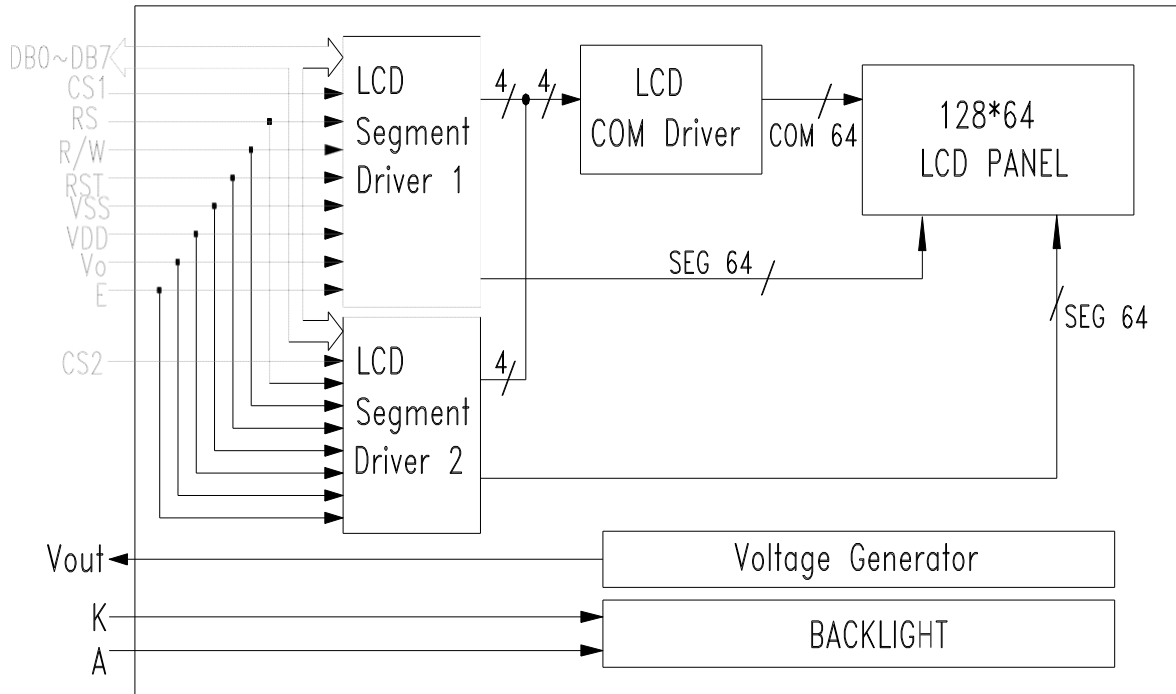 DB0~DB7
CS1
RS
R/W
RST
VSS
VDD
Vo
E
CS2
LCD
Segment
Driver 1
4
4
LCD
COM Driver
COM 64
128*64
LCD PANEL
SEG 64
SEG 64
LCD
Segment
Driver 2
4
Vout
Voltage Generator
K
A
BACKLIGHT